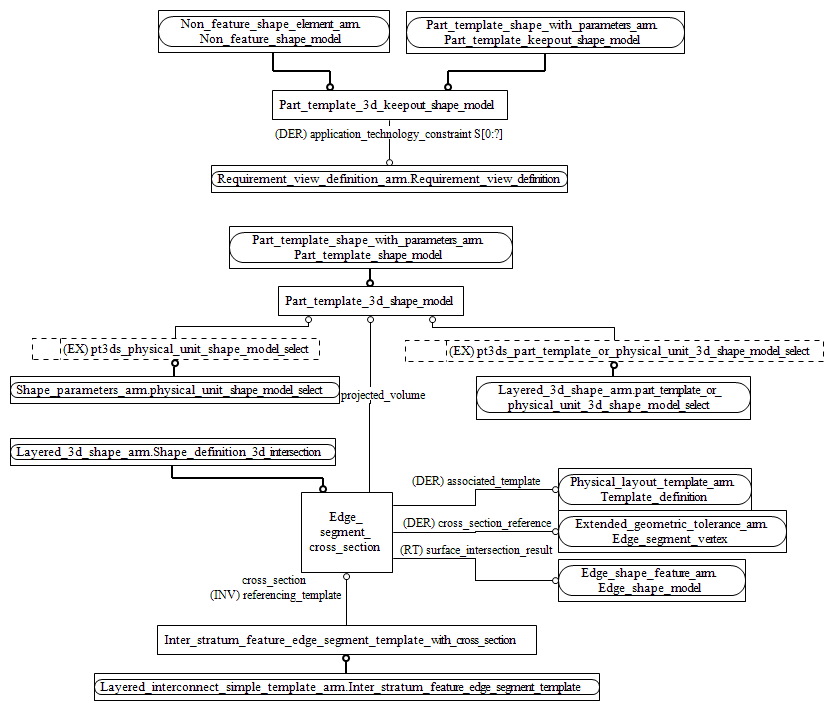 Non_feature_shape_element_arm.
Non_feature_shape_model
Part_template_shape_with_parameters_arm.
Part_template_keepout_shape_model
Part_template_3d_keepout_shape_model
(DER) application_technology_constraint S[0:?]
Requirement_view_definition_arm.Requirement_view_definition
Part_template_shape_with_parameters_arm.
Part_template_shape_model
Part_template_3d_shape_model
(EX) pt3ds_physical_unit_shape_model_select
(EX) pt3ds_part_template_or_physical_unit_3d_shape_model_select
Shape_parameters_arm.physical_unit_shape_model_select
projected_volume
Layered_3d_shape_arm.part_template_or_
physical_unit_3d_shape_model_select
Layered_3d_shape_arm.Shape_definition_3d_intersection
(DER) associated_template
Physical_layout_template_arm.
Template_definition
Edge_
segment_
cross_section
(DER) cross_section_reference
Extended_geometric_tolerance_arm.
Edge_segment_vertex
(RT) surface_intersection_result
Edge_shape_feature_arm.
Edge_shape_model
cross_section
(INV) referencing_template
Inter_stratum_feature_edge_segment_template_with_cross_section
Layered_interconnect_simple_template_arm.Inter_stratum_feature_edge_segment_template